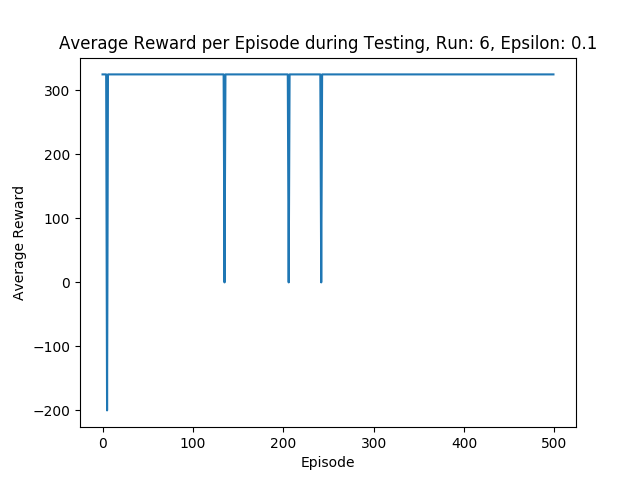 Average Reward per Episode during Testing, Run: 6, Epsilon: 0.1
300
200
100
0
−100
−200
Average Reward
0 100 200 300 400 500
Episode